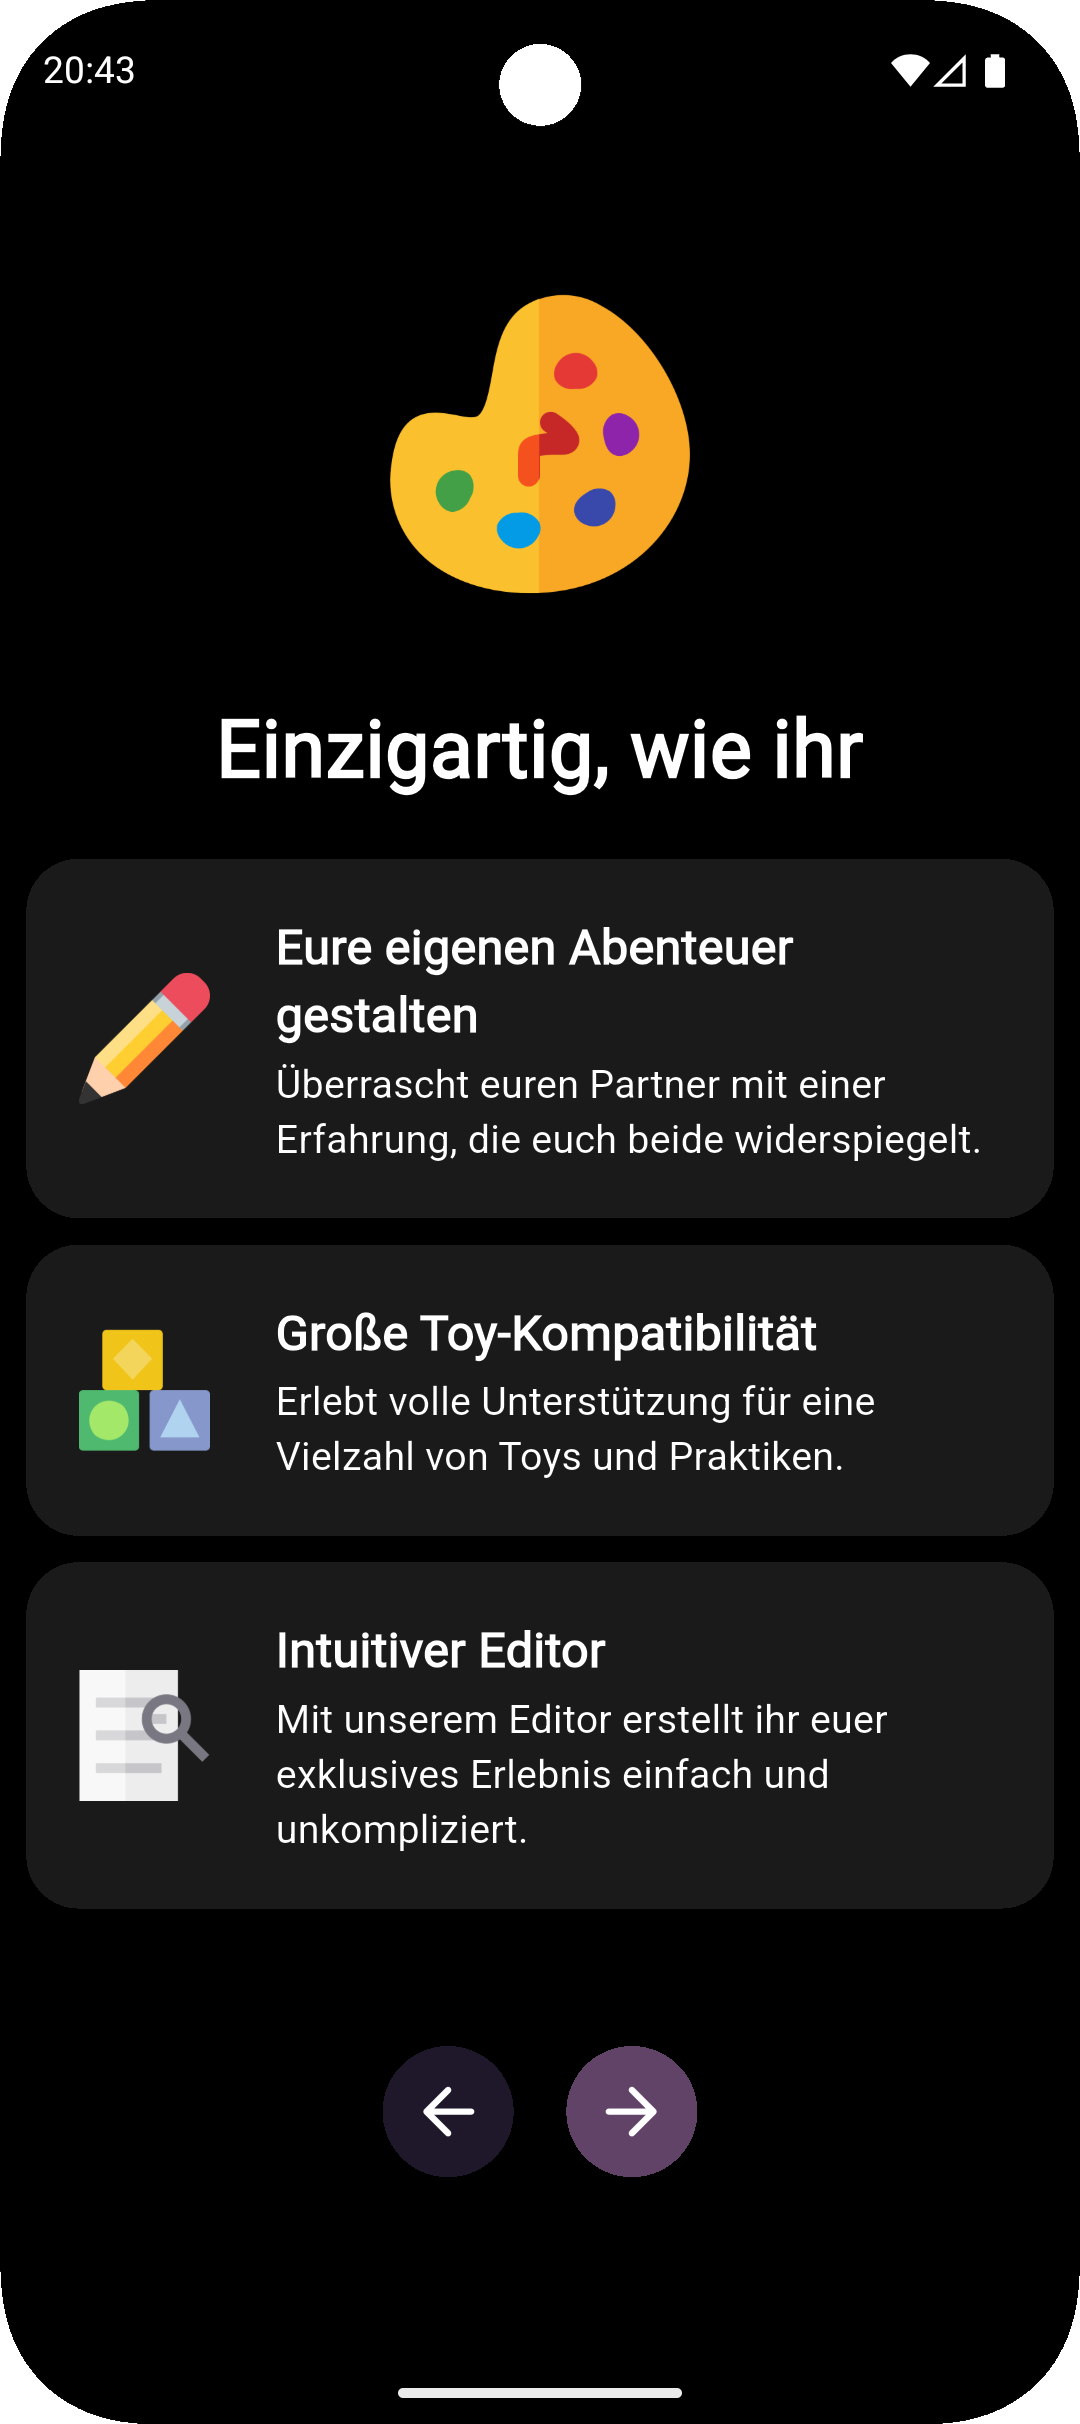 20:43
Einzigartig, wie ihr
Eure eigenen Abenteuer
gestalten
Überrascht euren Partner mit einer
Erfahrung, die euch beide widerspiegelt.
Große Toy-Kompatibilität
Erlebt volle Unterstützung für eine
Vielzahl von Toys und Praktiken.
Intuitiver Editor
Mit unserem Editor erstellt ihr euer
exklusives Erlebnis einfach und
unkompliziert.